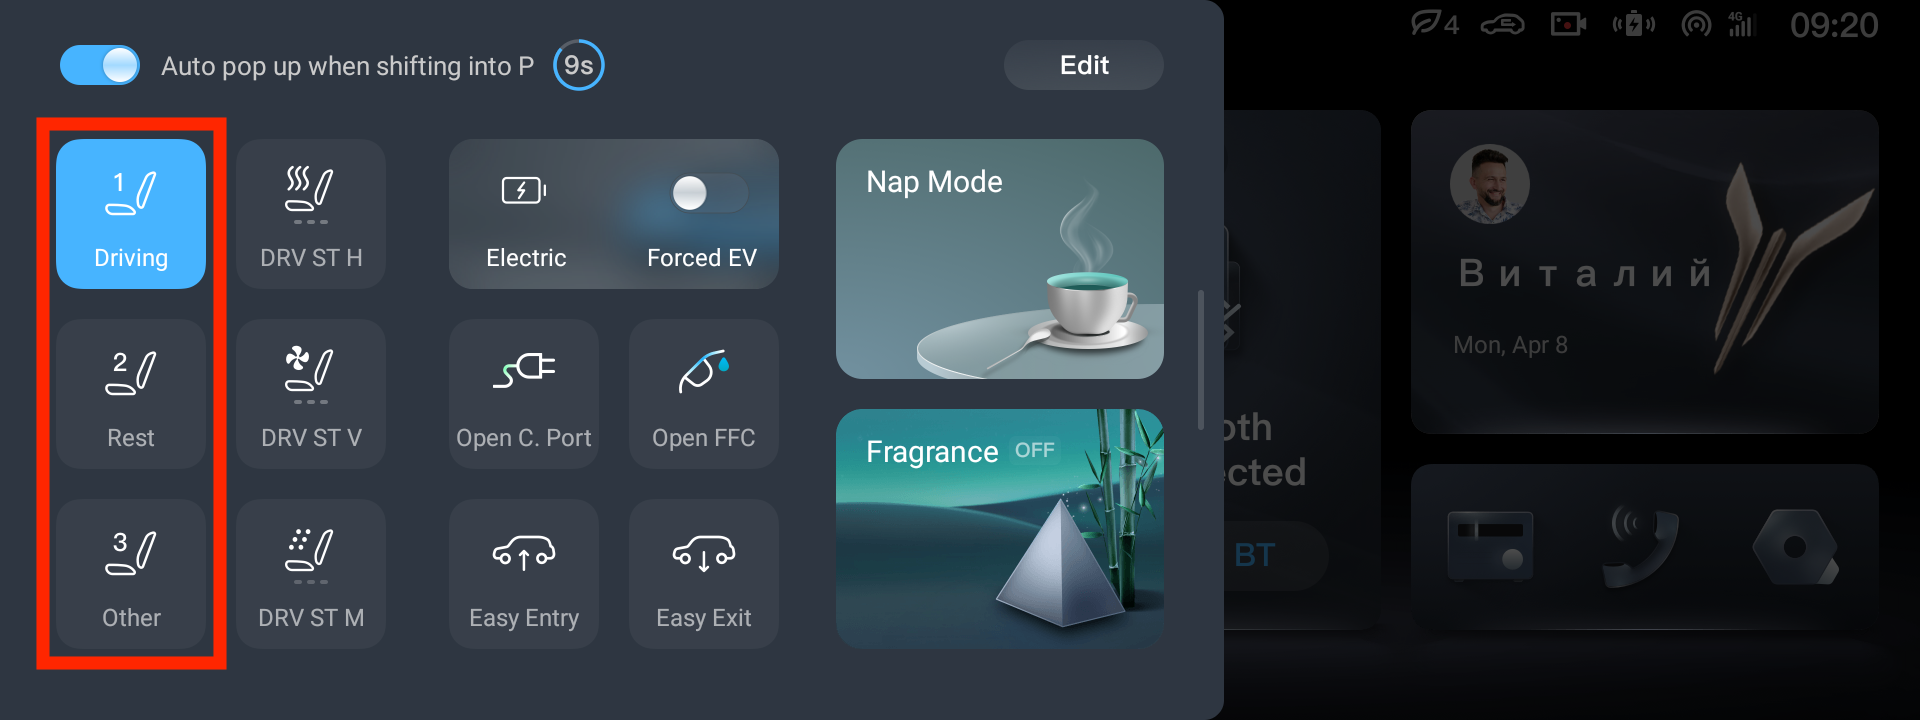 Auto pop up when shifting into P
9s
Edit
4
4G
09:20
1
Driving
DRV ST H
Electric
Forced EV
Nap Mode
2
Rest
DRV ST V
Open C. Port
Open FFC
Fragrance OFF
3
Other
DRV ST M
Easy Entry
Easy Exit
oth
ected
BT
Виталий
Mon, Apr 8